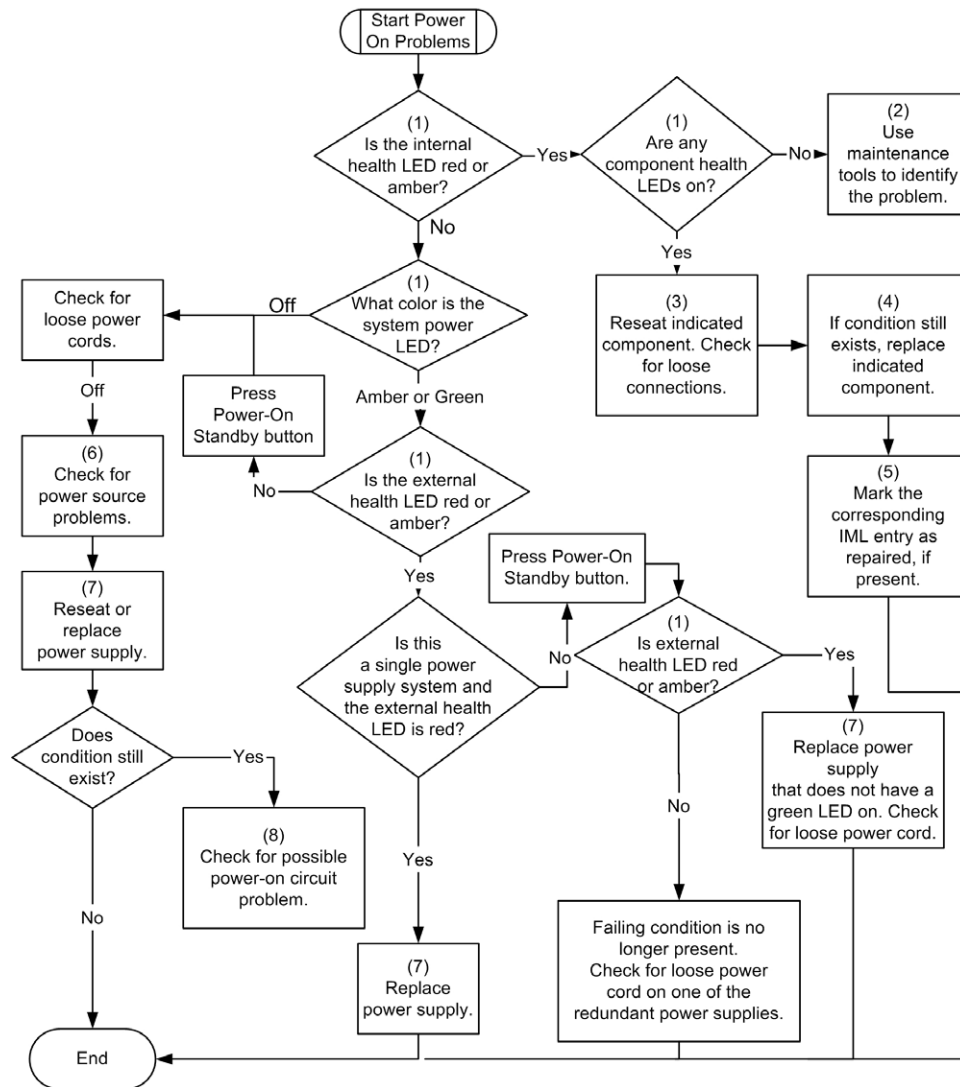 Start Power
On Problems
(1)
Is the internal
health LED red or
amber?
Yes
(1)
Are any
component health
LEDs on?
No
(2)
Use
maintenance
tools to identify
the problem.
No
Yes
(1)
What color is the
system power
LED?
Off
Check for
loose power
cords.
(3)
Reseat indicated
component. Check
for loose
connections.
(4)
If condition still
exists, replace
indicated
component.
Off
Press
Power-On
Standby button
Amber or Green
(6)
Check for
power source
problems.
(1)
Is the external
health LED red or
amber?
No
(5)
Mark the
corresponding
IML entry as
repaired, if
present.
Yes
Press Power-On
Standby button.
(7)
Reseat or
replace
power supply.
Is this
a single power
supply system and
the external health
LED is red?
No
(1)
Is external
health LED red
or amber?
Yes
Does
condition still
exist?
Yes
(7)
Replace power
supply
that does not have a
green LED on. Check
for loose power cord.
(8)
Check for possible
power-on circuit
problem.
Yes
No
No
Failing condition is no
longer present.
Check for loose power
cord on one of the
redundant power supplies.
(7)
Replace
power supply.
End